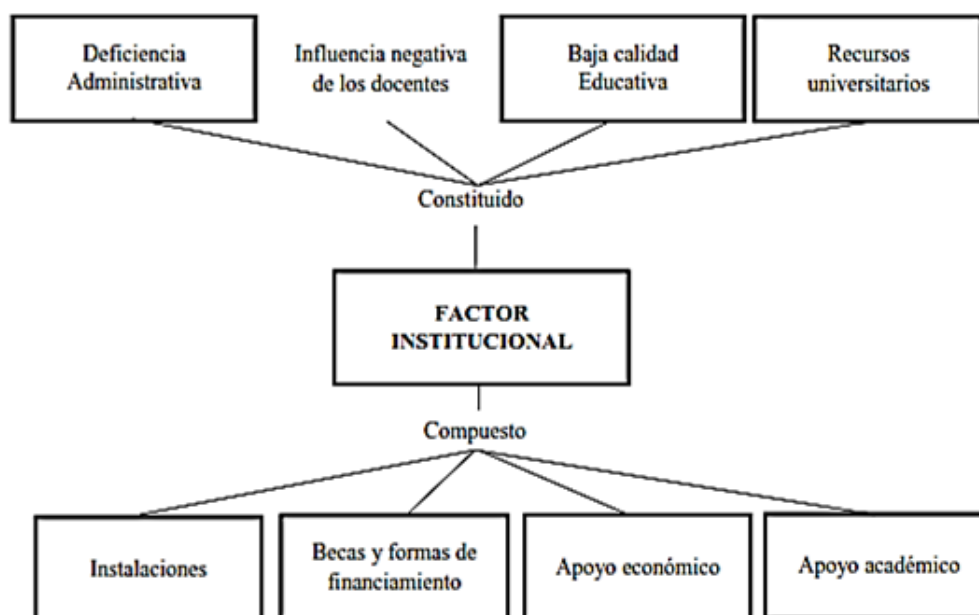 Deficiencia
Administrativa
Influencia negativa
de los docentes
Baja calidad
Educativa
Recursos
universitarios
Constituido
FACTOR
INSTITUCIONAL
Compuesto
Instalaciones
Becas y formas de
financiamiento
Apoyo económico
Apoyo académico